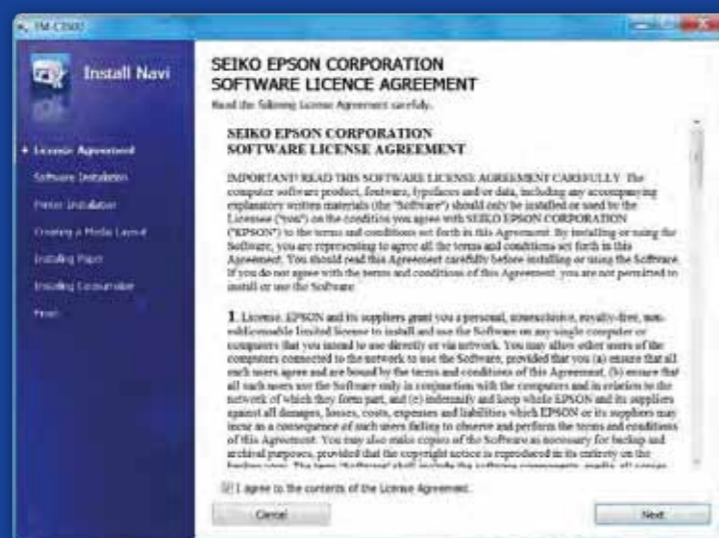 TM-C3500
Install Navi
License Agreement
Software Installation
Printer Installation
Creating a Media Layout
Installing Paper
Installing Consumables
Finish
SEIKO EPSON CORPORATION
SOFTWARE LICENCE AGREEMENT
Read the following License Agreement carefully.
SEIKO EPSON CORPORATION
SOFTWARE LICENSE AGREEMENT
IMPORTANT! READ THIS SOFTWARE LICENSE AGREEMENT CAREFULLY. The
computer software product, fontware, typefaces and/or data, including any accompanying
explanatory written materials (the "Software") should only be installed or used by the
Licensee ("you") on the condition you agree with SEIKO EPSON CORPORATION
("EPSON") to the terms and conditions set forth in this Agreement. By installing or using the
Software, you are representing to agree all the terms and conditions set forth in this
Agreement. You should read this Agreement carefully before installing or using the Software.
If you do not agree with the terms and conditions of this Agreement, you are not permitted to
install or use the Software.
1. License. EPSON and its suppliers grant you a personal, nonexclusive, royalty-free, non-
sublicensable limited license to install and use the Software on any single computer or
computers that you intend to use directly or via network. You may allow other users of the
computers connected to the network to use the Software, provided that you (a) ensure that all
such users agree and are bound by the terms and conditions of this Agreement, (b) ensure that
all such users use the Software only in conjunction with the computers and in relation to the
network of which they form part, and (c) indemnify and keep whole EPSON and its suppliers
against all damages, losses, costs, expenses and liabilities which EPSON or its suppliers may
incur as a consequence of such users failing to observe and perform the terms and conditions
of this Agreement. You may also make copies of the Software as necessary for backup and
archival purposes, provided that the copyright notice is reproduced in its entirety on the
backup copy. The term "Software" shall include the software components, media, all copies
I agree to the contents of the License Agreement.
Cancel
Next